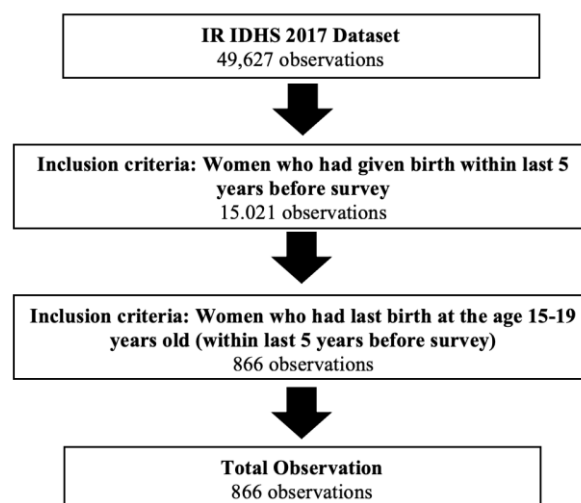 IR IDHS 2017 Dataset
49,627 observations
Inclusion criteria: Women who had given birth within last 5
years before survey
15.021 observations
Inclusion criteria: Women who had last birth at the age 15-19
years old (within last 5 years before survey)
866 observations
Total Observation
866 observations